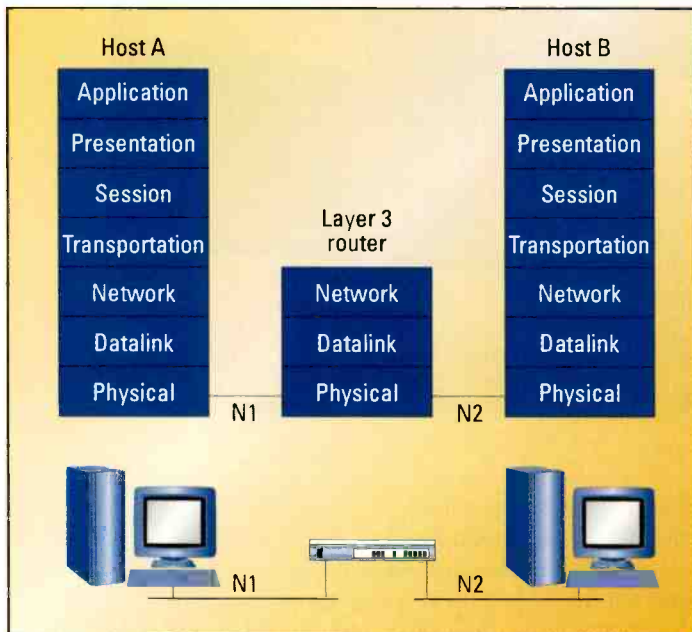 Host A
Host B
Application
Presentation
Session
Transportation
Network
Datalink
Physical
Layer 3
router
Network
Datalink
Physical
Application
Presentation
Session
Transportation
Network
Datalink
Physical
N1
N2
N1
N2